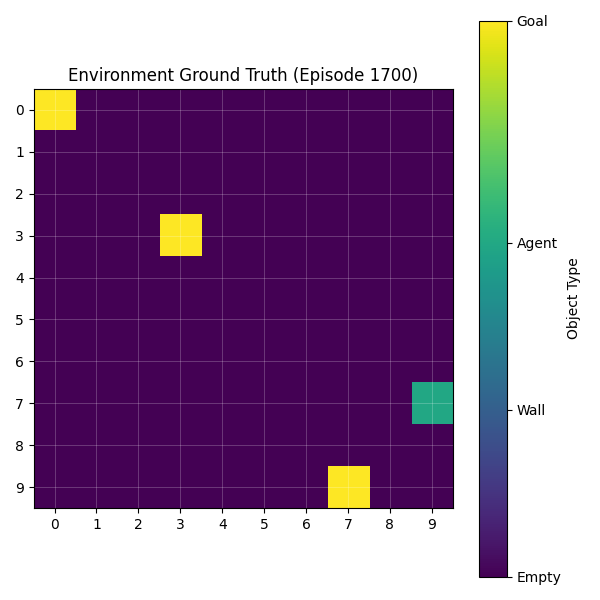 Environment Ground Truth (Episode 1700)
0
1
2
3
4
5
6
7
8
9
0 1 2 3 4 5 6 7 8 9
Goal
Agent
Wall
Empty
Object Type